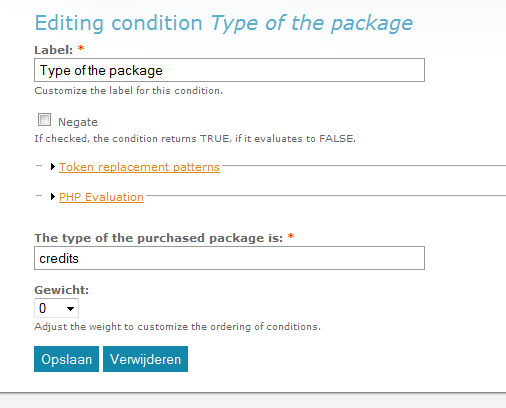 Editing condition Type of the package
Label: *
Type of the package
Customize the label for this condition.
Negate
If checked, the condition returns TRUE, if it evaluates to FALSE.
Token replacement patterns
PHP Evaluation
The type of the purchased package is: *
credits
Gewicht:
0
Adjust the weight to customize the ordering of conditions.
Opslaan Verwijderen